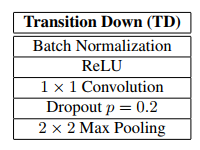 Transition Down (TD)
Batch Normalization
ReLU
1 × 1 Convolution
Dropout p = 0.2
2 × 2 Max Pooling